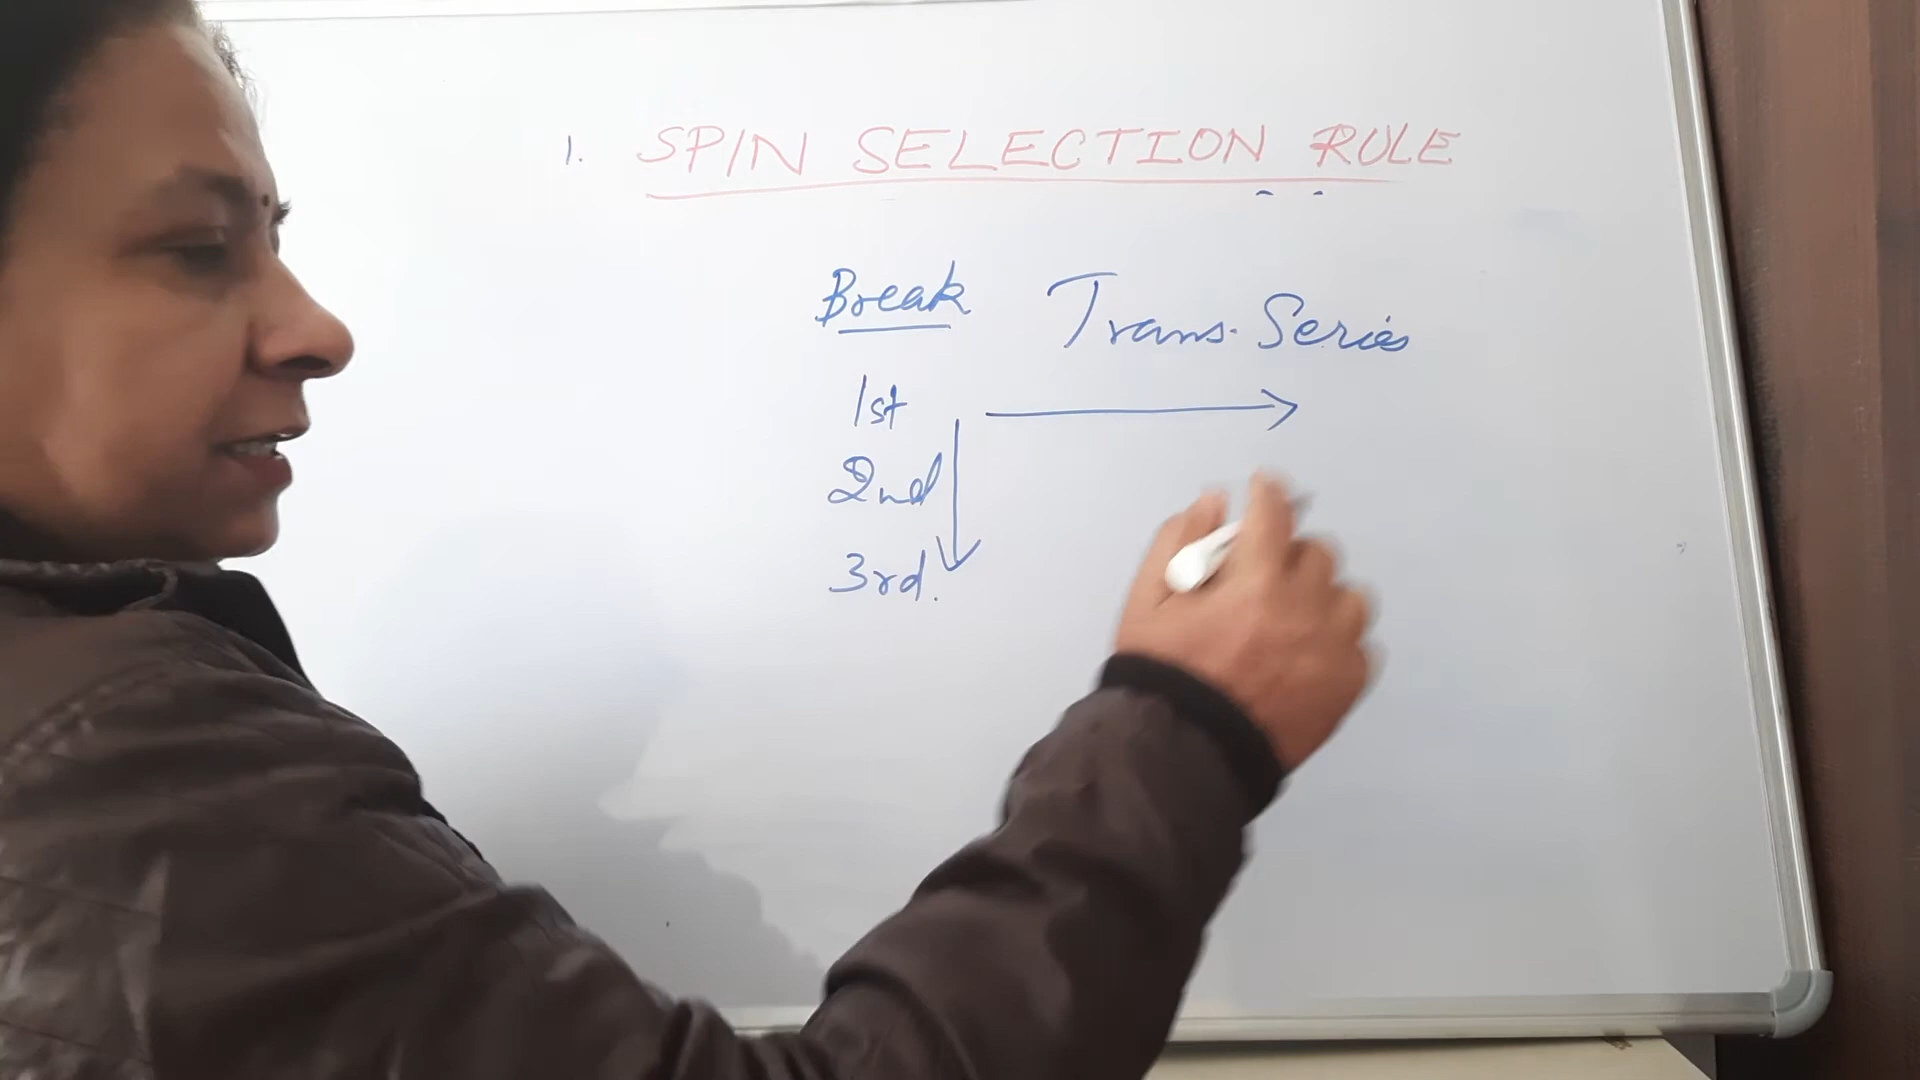 1. SPIN SELECTION RULE
Break Trans. Series
1st
2nd
3rd.